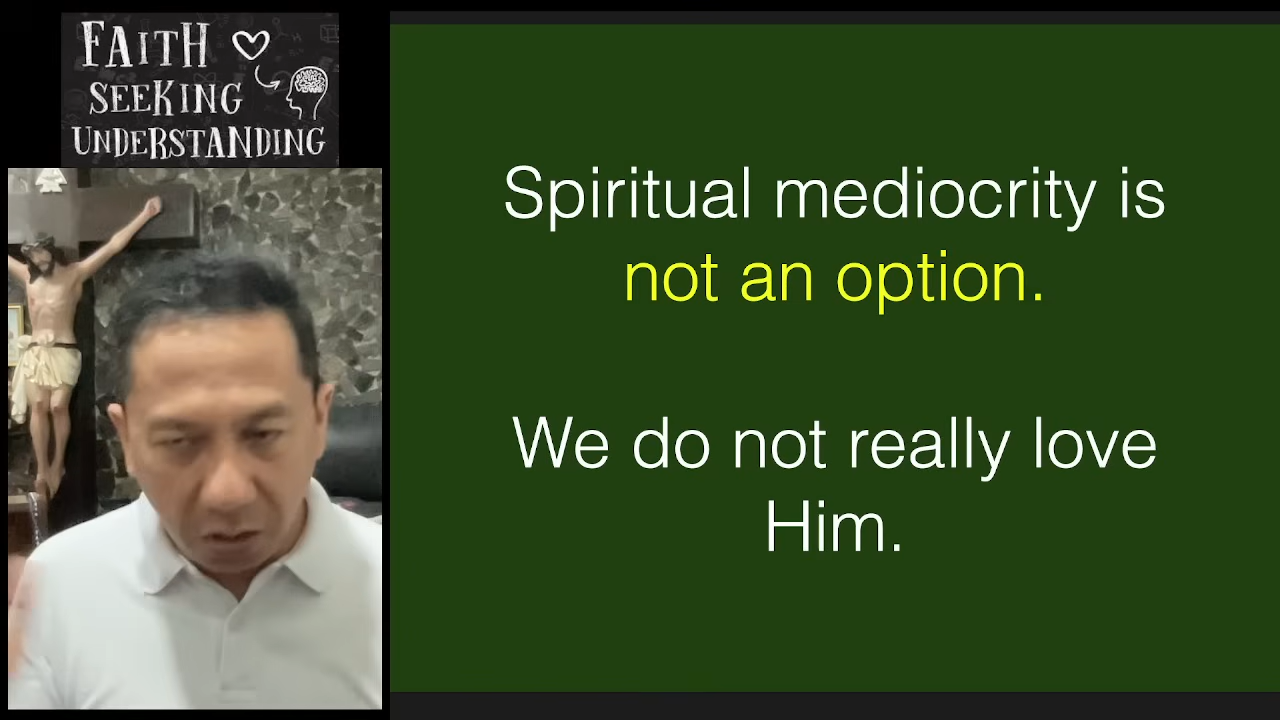 FAITH
SEEKING
UNDERSTANDING
Spiritual mediocrity is
not an option.
We do not really love
Him.